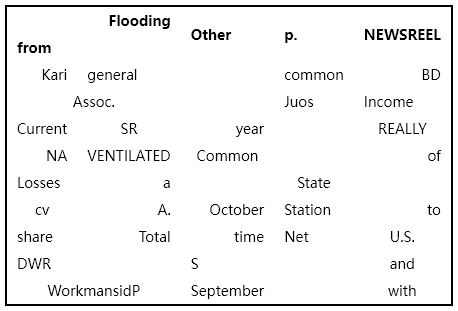 Flooding Other p. NEWSREEL
from
Kari general common BD
Assoc. Juos Income
Current SR year REALLY
NA VENTILATED Common of
Losses a State
cv A. October Station to
share Total time Net U.S.
DWR S and
WorkmansidP September with